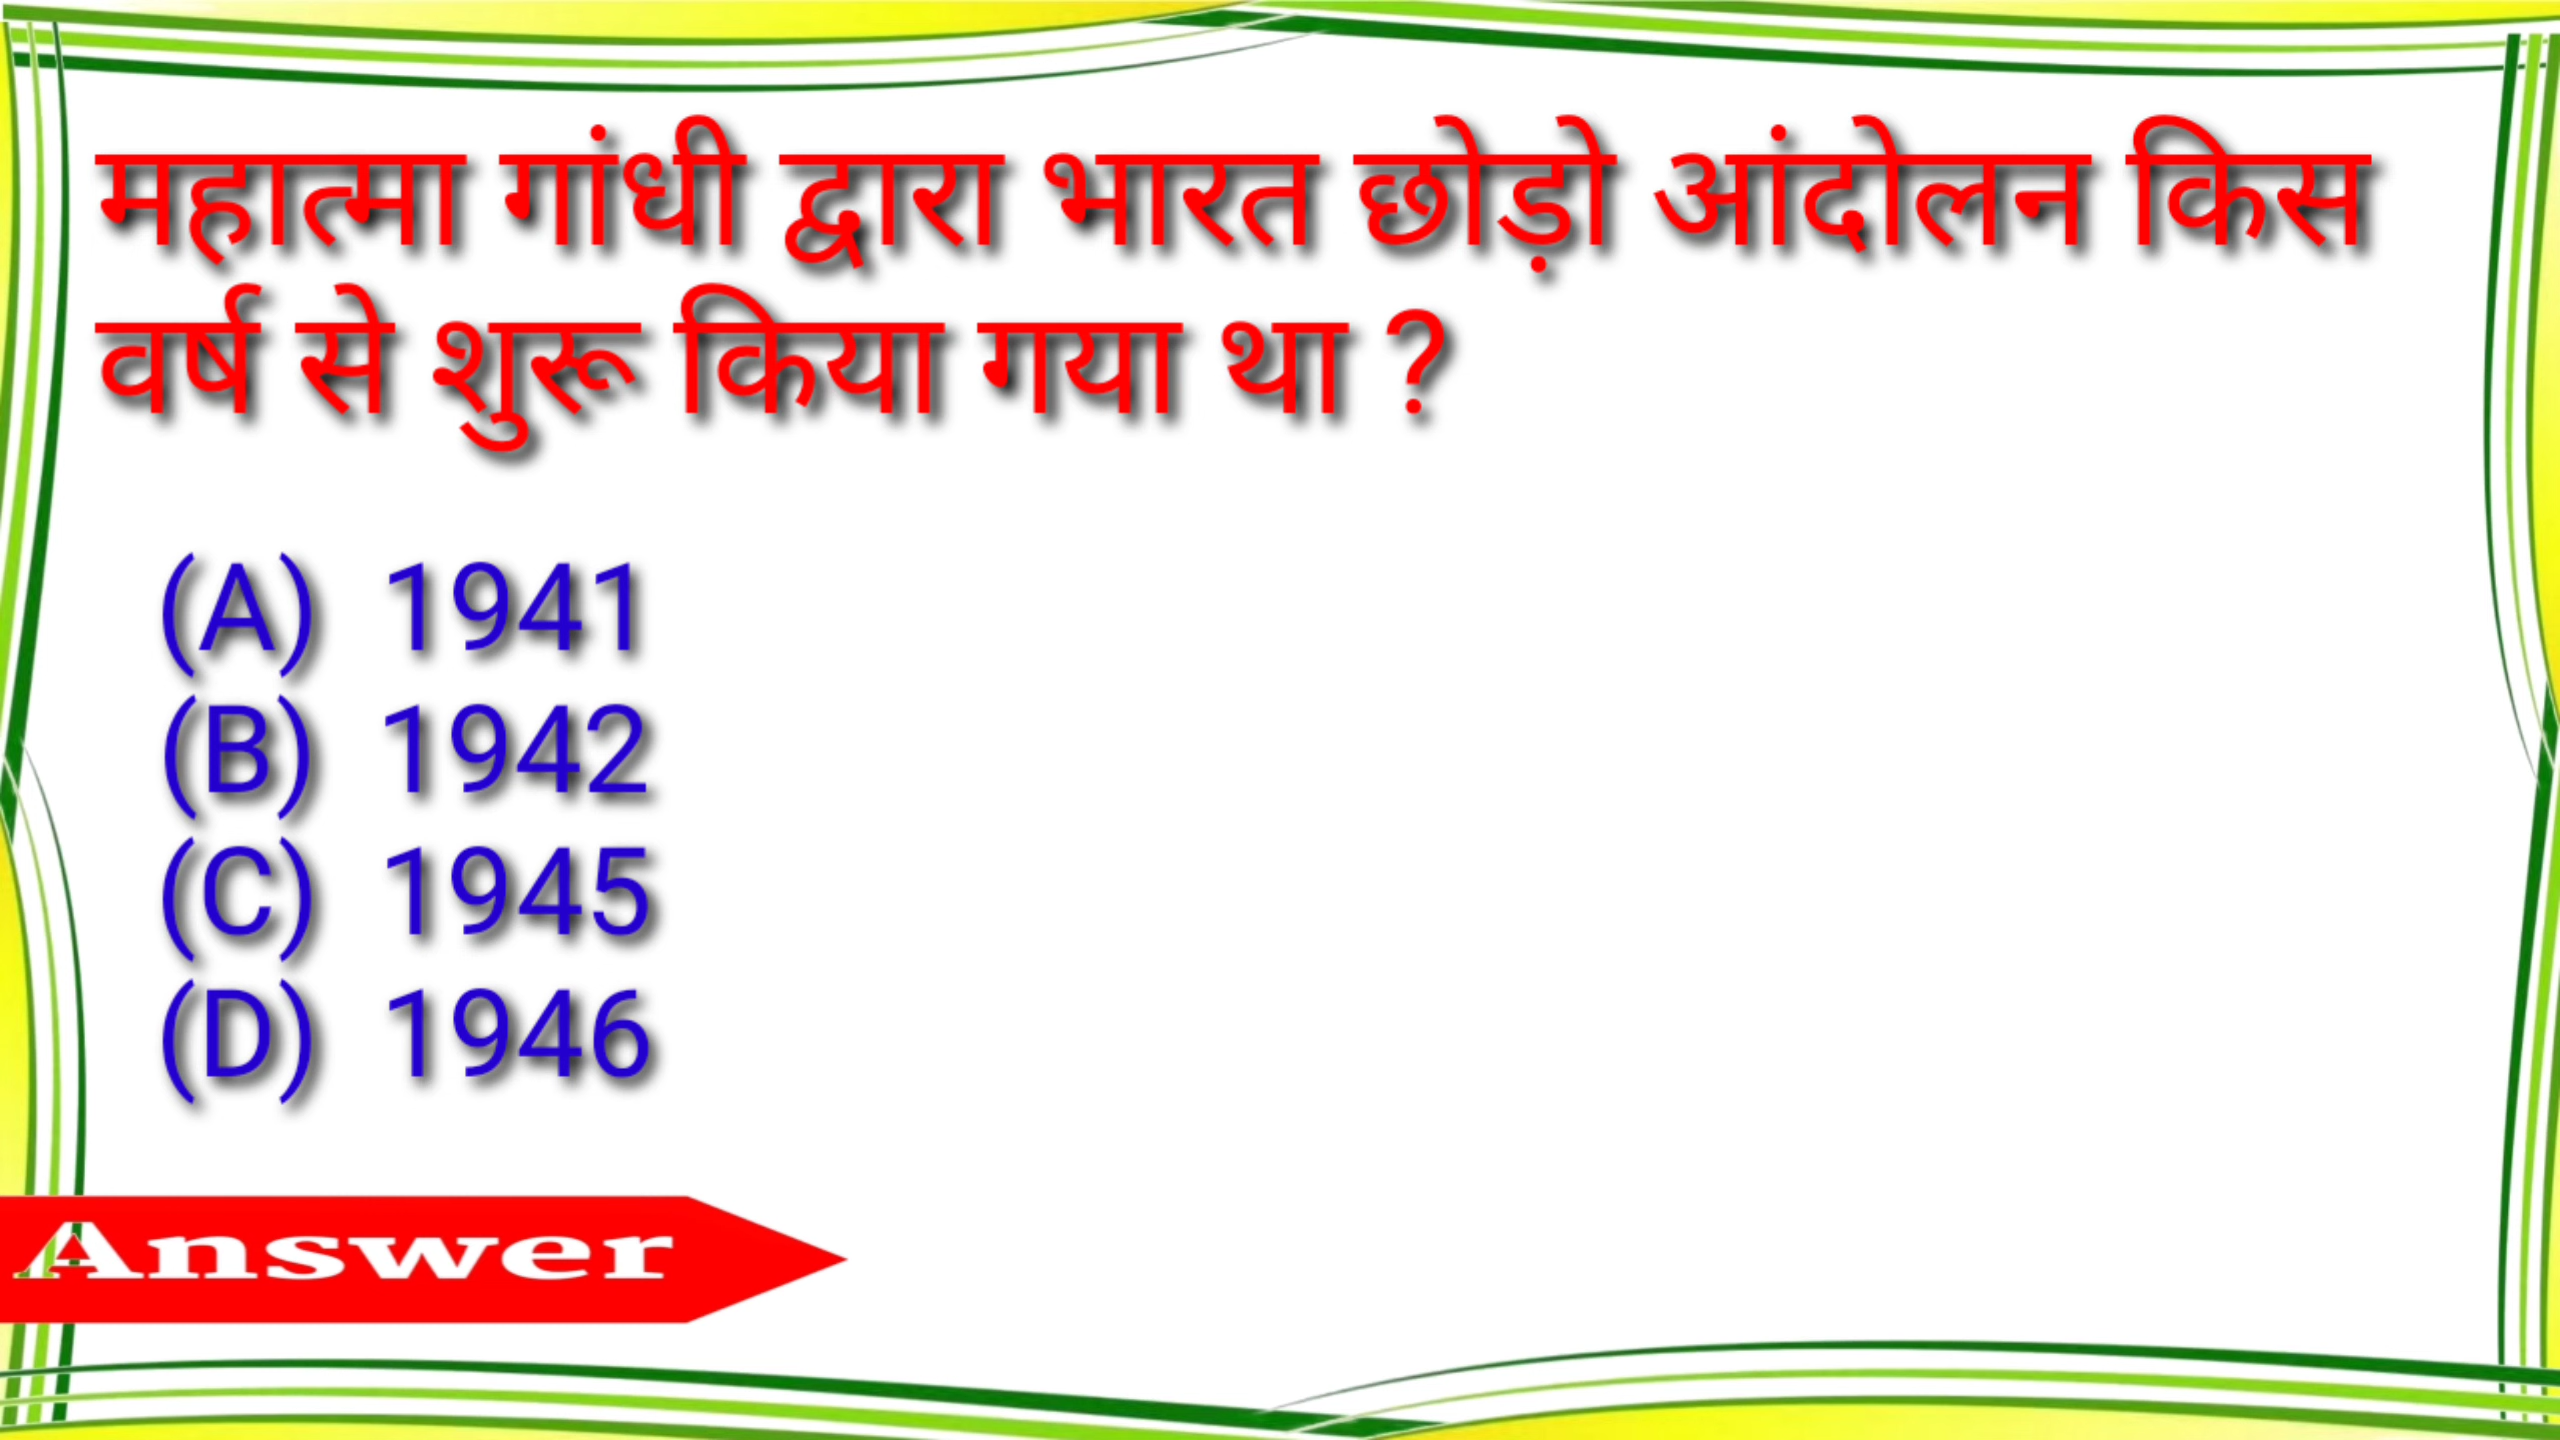 महात्मा गांधी द्वारा भारत छोड़ो आंदोलन किस
वर्ष से शुरू किया गया था ?
(A) 1941
(B) 1942
(C) 1945
(D) 1946
Answer